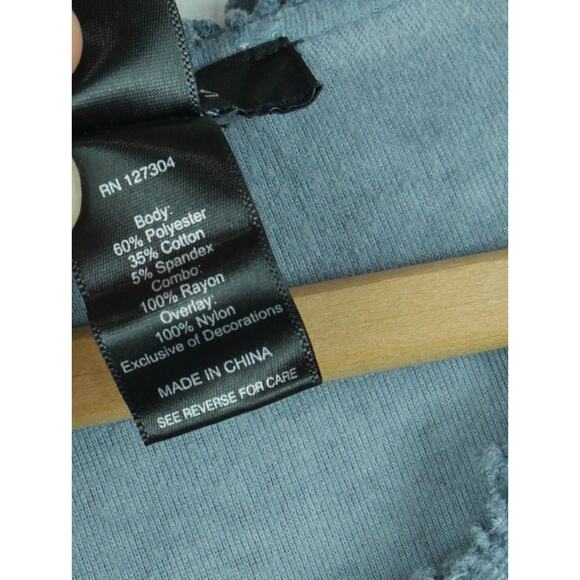 RN 127304
Body:
60% Polyester
35% Cotton
5% Spandex
Combo:
100% Rayon
Overlay:
100% Nylon
Exclusive of Decorations
MADE IN CHINA
SEE REVERSE FOR CARE